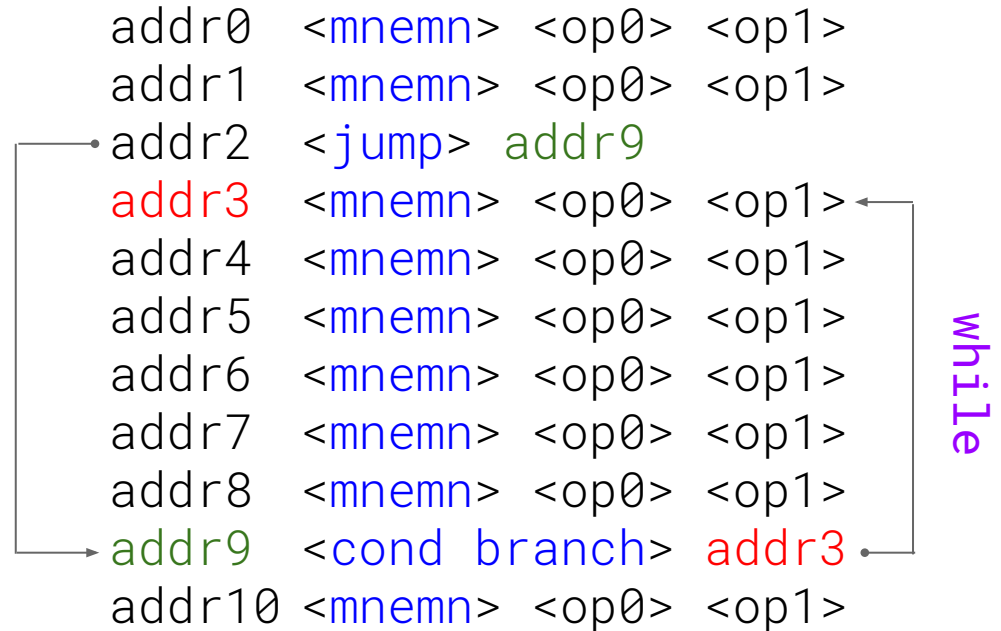 addr0 <mnemn> <op0> <op1>
addr1 <mnemn> <op0> <op1>
addr2 <jump> addr9
addr3 <mnemn> <op0> <op1>
addr4 <mnemn> <op0> <op1>
addr5 <mnemn> <op0> <op1>
addr6 <mnemn> <op0> <op1>
addr7 <mnemn> <op0> <op1>
addr8 <mnemn> <op0> <op1>
addr9 <cond branch> addr3
addr10 <mnemn> <op0> <op1>
while